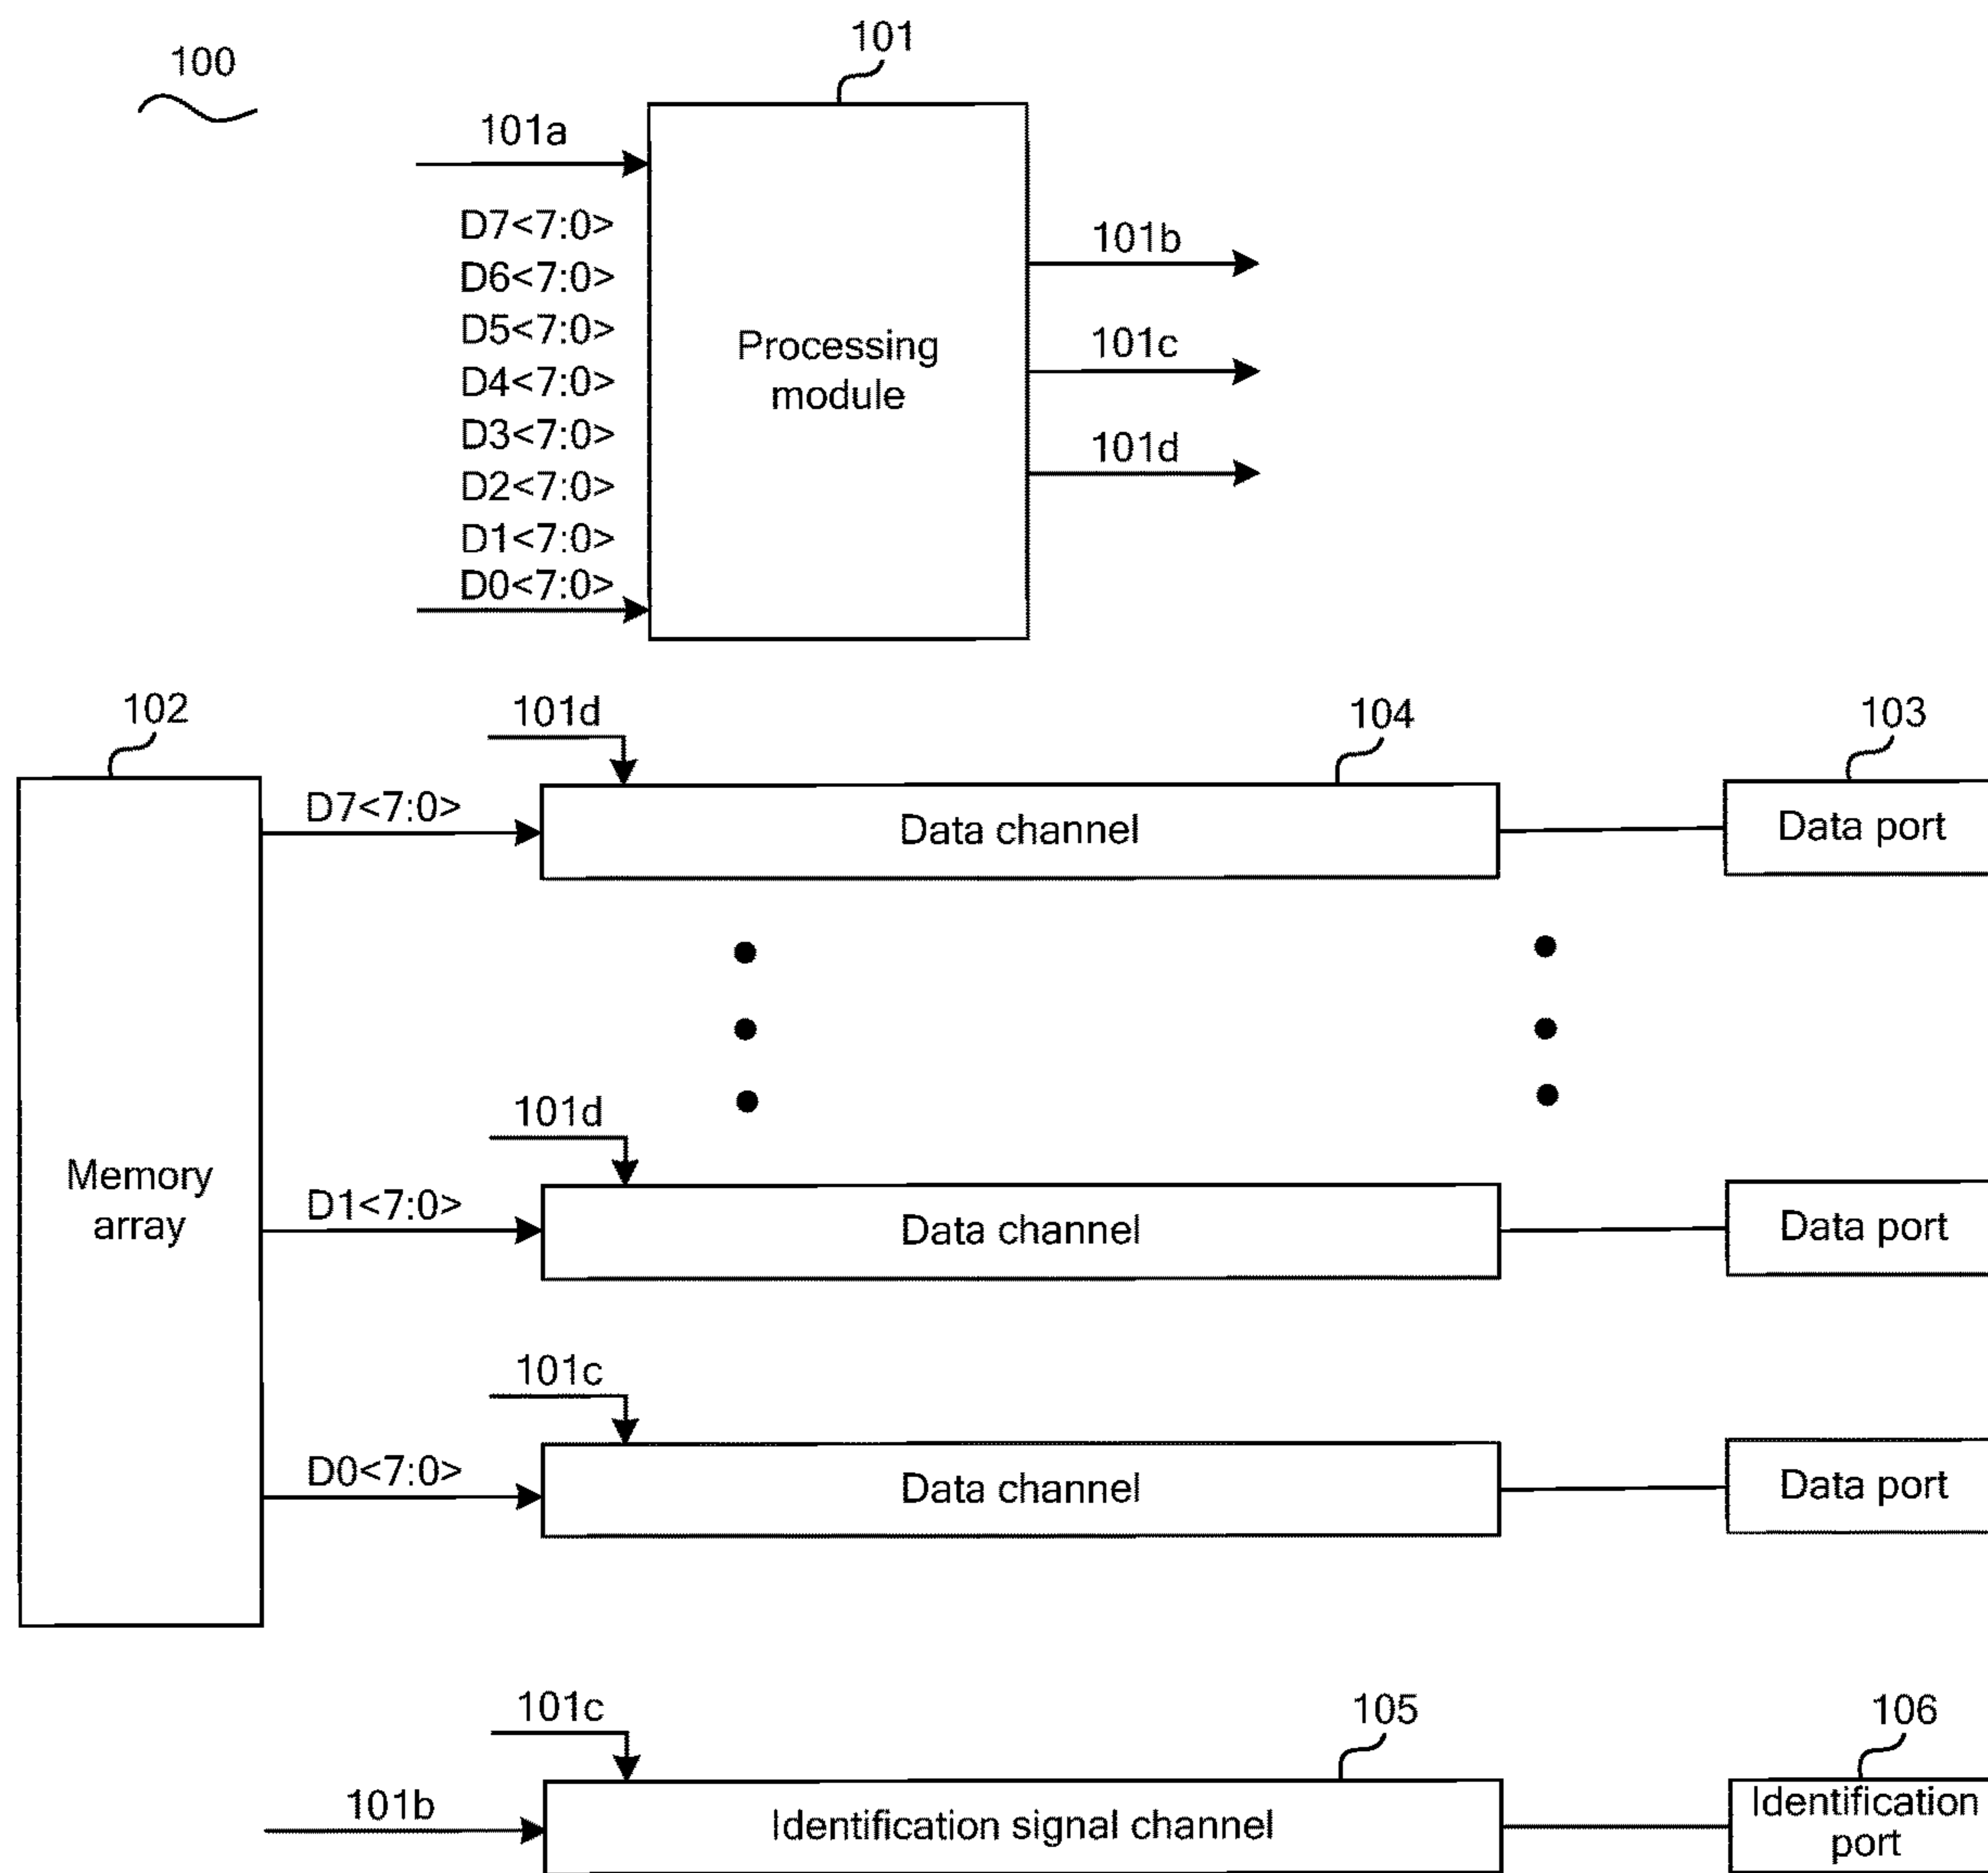 100
101
101a
D7<7:0>
D6<7:0>
D5<7:0>
D4<7:0>
D3<7:0>
D2<7:0>
D1<7:0>
D0<7:0>
Processing
module
101b
101c
101d
102
101d
104
103
D7<7:0>
Data channel
Data port
Memory
array
101d
D1<7:0>
Data channel
Data port
101c
D0<7:0>
Data channel
Data port
101c
105
106
101b
Identification signal channel
Identification
port